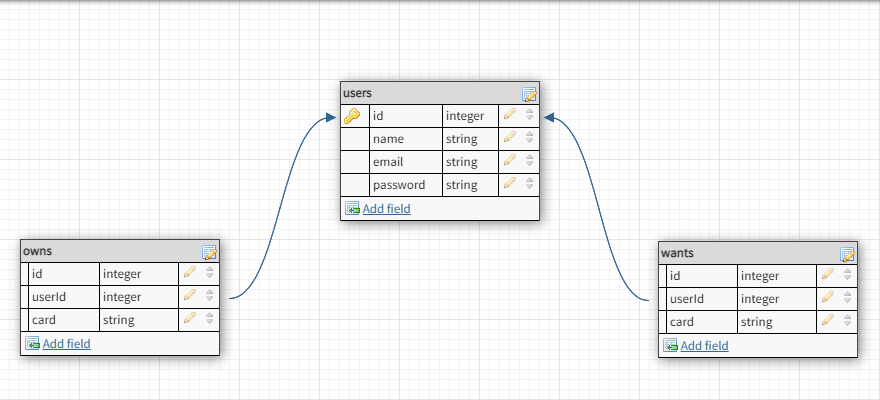 users
id integer
name string
email string
password string
Add field
owns
id integer
userId integer
card string
Add field
wants
id integer
userId integer
card string
Add field